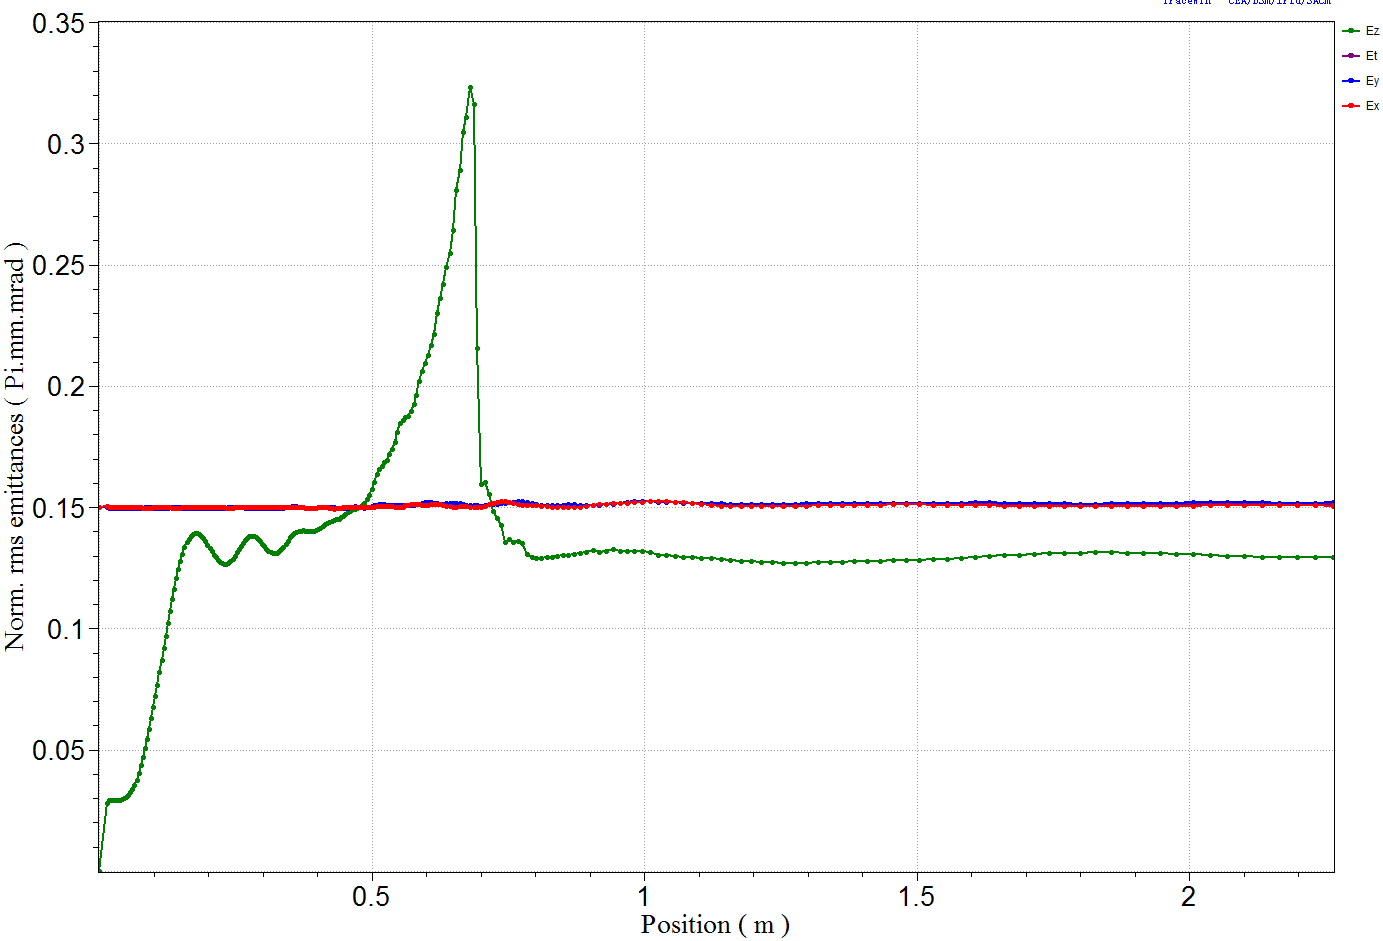 Ez
Et
Ey
Ex
0.35
0.3
0.25
0.2
0.15
0.1
0.05
Norm. rms emittances ( Pi.mm.mrad )
0.5
1
1.5
2
Position ( m )